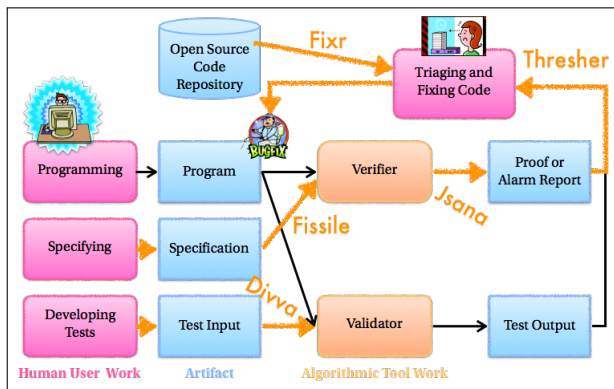 Open Source
Code
Repository
Fixr
Triaging and
Fixing Code
Thresher
BUGFIX
Programming
Program
Verifier
Jsana
Proof or
Alarm Report
Specifying
Specification
Fissile
Developing
Tests
Test Input
Divva
Validator
Test Output
Human User Work
Artifact
Algorithmic Tool Work